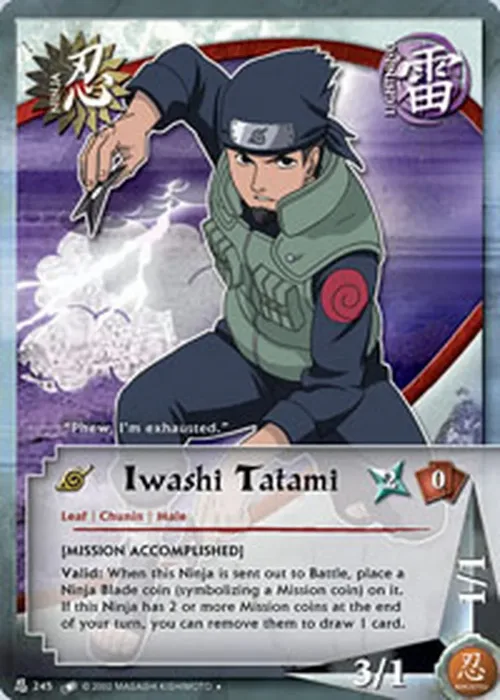 忍
NINJA
雷
LIGHTNING
"Phew, I'm exhausted."
Iwashi Tatami
2
0
Leaf | Chunin | Male
[MISSION ACCOMPLISHED]
Valid: When this Ninja is sent out to Battle, place a
Ninja Blade coin (symbolizing a Mission coin) on it.
If this Ninja has 2 or more Mission coins at the end
of your turn, you can remove them to draw 1 card.
1/1
3/1
忍
245
© 2002 MASASHI KISHIMOTO